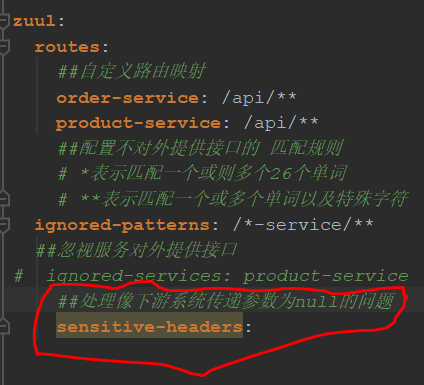 zuul:
routes:
##自定义路由映射
order-service: /api/**
product-service: /api/**
##配置不对外提供接口的 匹配规则
# *表示匹配一个或则多个26个单词
# **表示匹配一个或多个单词以及特殊字符
ignored-patterns: /*-service/**
##忽视服务对外提供接口
# ignored-services: product-service
##处理像下游系统传递参数为null的问题
sensitive-headers: